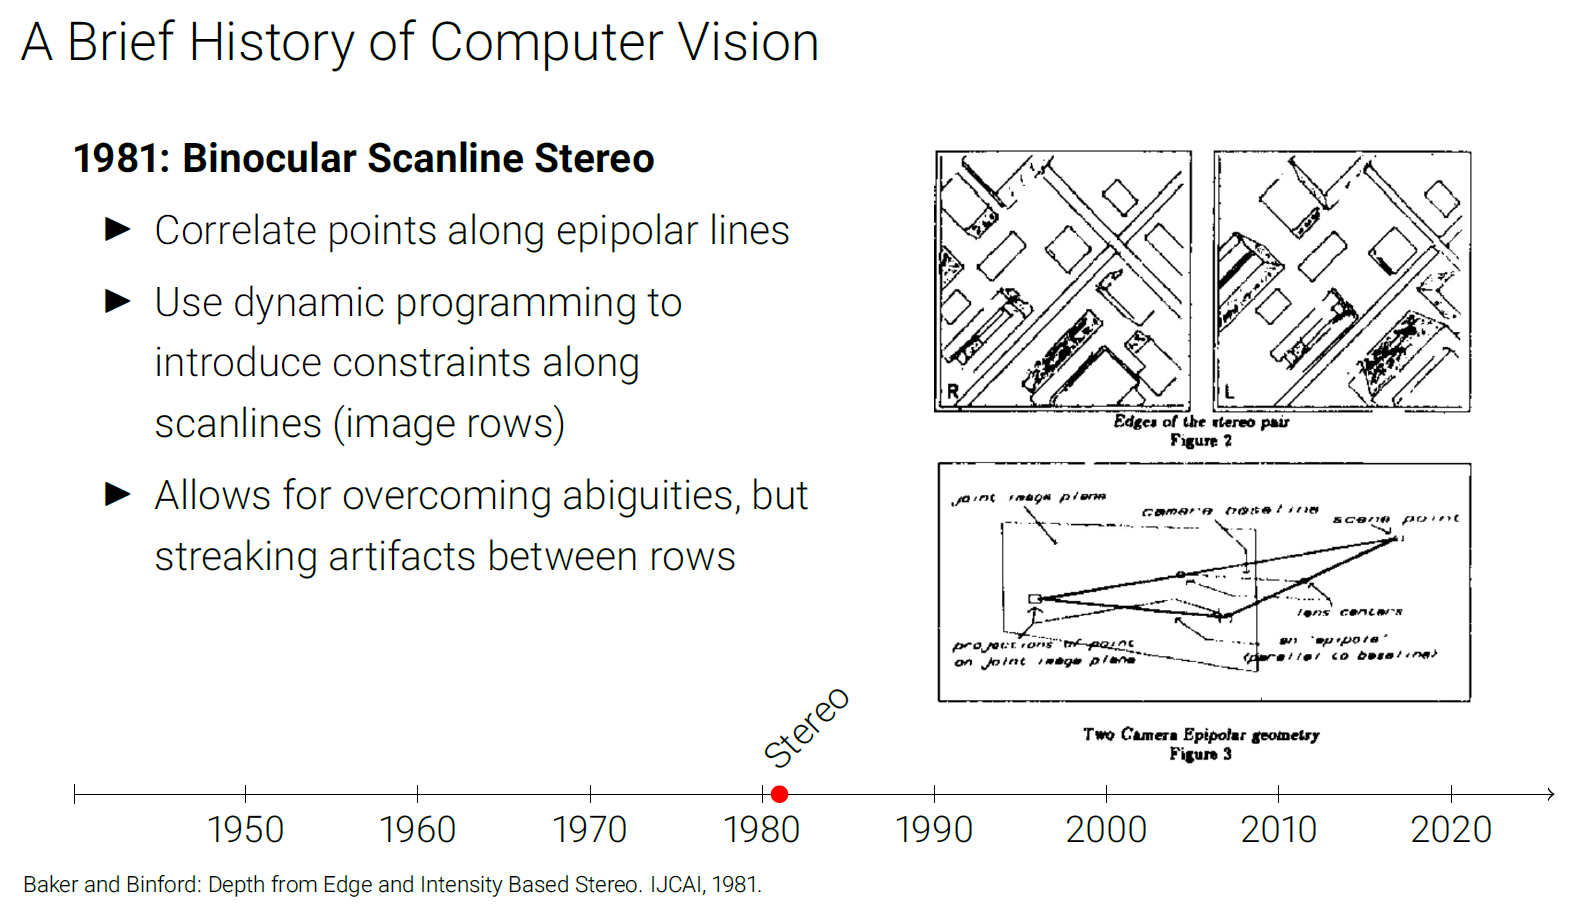 A Brief History of Computer Vision
1981: Binocular Scanline Stereo
Correlate points along epipolar lines
Use dynamic programming to
introduce constraints along
scanlines (image rows)
Allows for overcoming abiguities, but
streaking artifacts between rows
R
L
Edges of the stereo pair
Figure 2
joint image plane
camera baseline
scene point
lens centers
projections of point
on joint image plane
an 'epipole'
(parallel to baseline)
Two Camera Epipolar geometry
Figure 3
Stereo
1950 1960 1970 1980 1990 2000 2010 2020
Baker and Binford: Depth from Edge and Intensity Based Stereo. IJCAI, 1981.